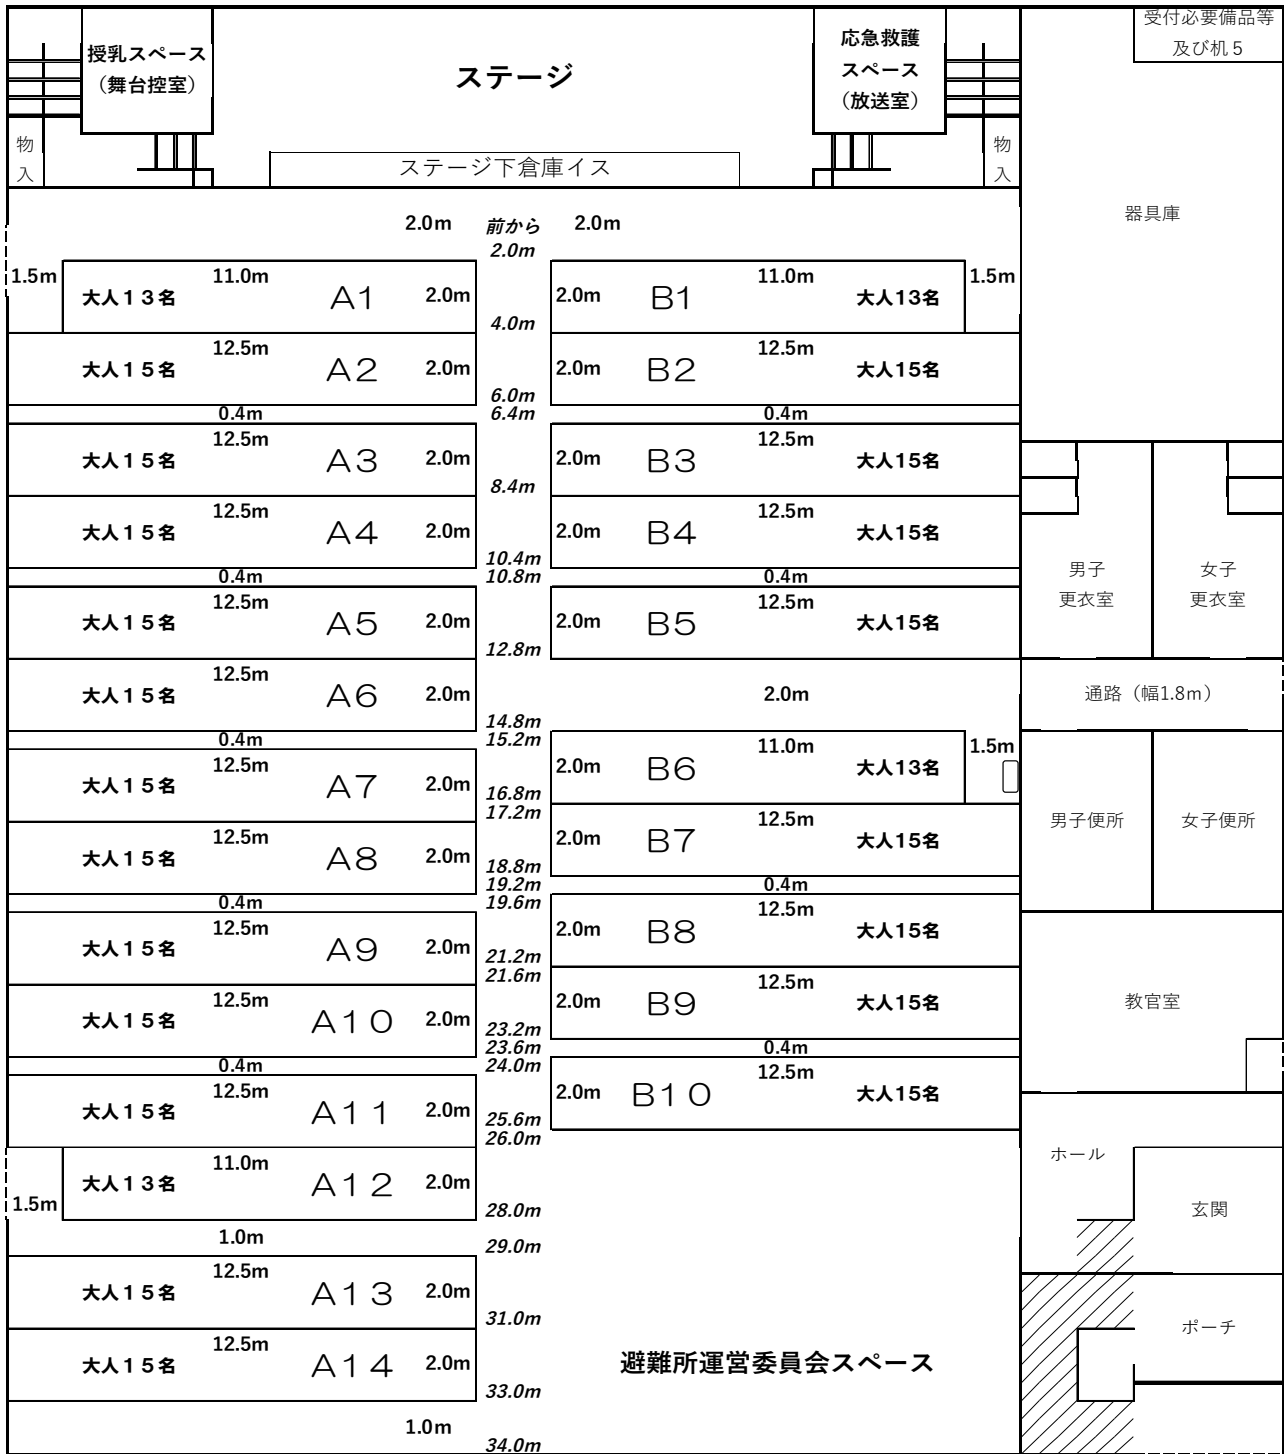 受付必要備品等
及び机５
授乳スペース
（舞台控室）
ステージ
応急救護
スペース
（放送室）
物
入
ステージ下倉庫イス
物
入
器具庫
2.0m 前から 2.0m
2.0m
1.5m 大人１３名 11.0m A1 2.0m
2.0m B1 11.0m 大人13名 1.5m
4.0m
大人１５名 12.5m A2 2.0m
2.0m B2 12.5m 大人15名
6.0m
0.4m 6.4m 0.4m
大人１５名 12.5m A3 2.0m
2.0m B3 12.5m 大人15名
8.4m
大人１５名 12.5m A4 2.0m
2.0m B4 12.5m 大人15名
10.4m
0.4m 10.8m 0.4m
男子
更衣室
女子
更衣室
大人１５名 12.5m A5 2.0m
2.0m B5 12.5m 大人15名
12.8m
大人１５名 12.5m A6 2.0m
2.0m
通路（幅1.8m）
14.8m
0.4m 15.2m
大人１５名 12.5m A7 2.0m
2.0m B6 11.0m 大人13名 1.5m
16.8m
17.2m
男子便所
女子便所
大人１５名 12.5m A8 2.0m
2.0m B7 12.5m 大人15名
18.8m
19.2m 0.4m
0.4m 19.6m
大人１５名 12.5m A9 2.0m
2.0m B8 12.5m 大人15名
21.2m
21.6m
大人１５名 12.5m A10 2.0m
2.0m B9 12.5m 大人15名
教官室
23.2m
23.6m 0.4m
0.4m 24.0m
大人１５名 12.5m A11 2.0m
2.0m B10 12.5m 大人15名
25.6m
26.0m
ホール
1.5m 大人１３名 11.0m A12 2.0m
玄関
28.0m
1.0m 29.0m
大人１５名 12.5m A13 2.0m
31.0m
ポーチ
大人１５名 12.5m A14 2.0m
避難所運営委員会スペース
33.0m
1.0m
34.0m